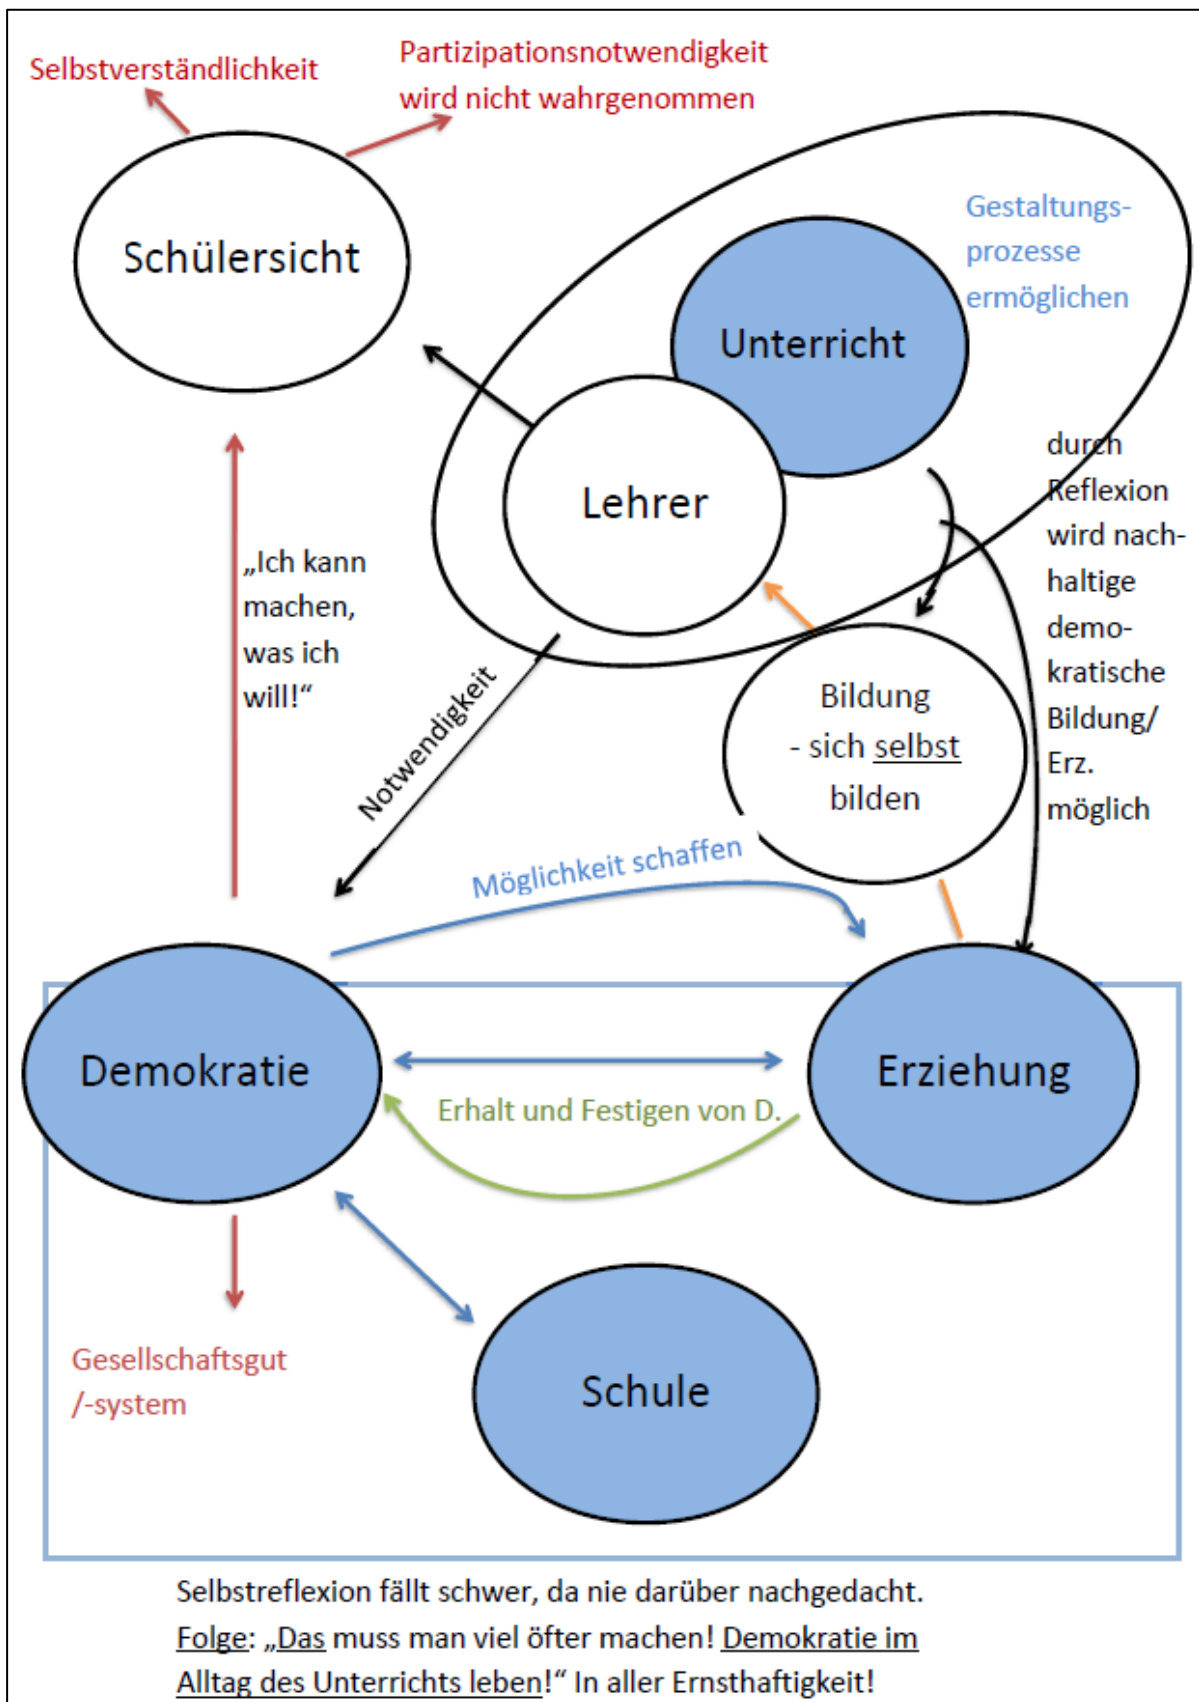 Selbstverständlichkeit
Partizipationsnotwendigkeit
wird nicht wahrgenommen
Schülersicht
Gestaltungs-
prozesse
ermöglichen
Unterricht
Lehrer
durch
Reflexion
wird nach-
haltige
demo-
kratische
Bildung/
Erz.
möglich
„Ich kann
machen,
was ich
will!“
Notwendigkeit
Bildung
- sich selbst
bilden
Möglichkeit schaffen
Demokratie
Erziehung
Erhalt und Festigen von D.
Gesellschaftsgut
/-system
Schule
Selbstreflexion fällt schwer, da nie darüber nachgedacht.
Folge: „Das muss man viel öfter machen! Demokratie im
Alltag des Unterrichts leben!“ In aller Ernsthaftigkeit!